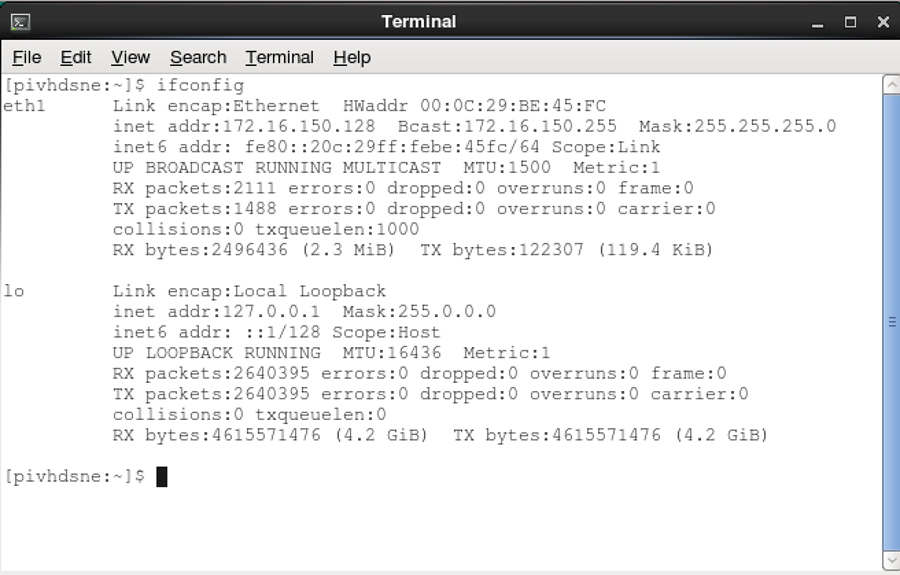 Terminal
File Edit View Search Terminal Help
[pivhdsne:~]$ ifconfig
eth1 Link encap:Ethernet HWaddr 00:0C:29:BE:45:FC
inet addr:172.16.150.128 Bcast:172.16.150.255 Mask:255.255.255.0
inet6 addr: fe80::20c:29ff:febe:45fc/64 Scope:Link
UP BROADCAST RUNNING MULTICAST MTU:1500 Metric:1
RX packets:2111 errors:0 dropped:0 overruns:0 frame:0
TX packets:1488 errors:0 dropped:0 overruns:0 carrier:0
collisions:0 txqueuelen:1000
RX bytes:2496436 (2.3 MiB) TX bytes:122307 (119.4 KiB)
lo Link encap:Local Loopback
inet addr:127.0.0.1 Mask:255.0.0.0
inet6 addr: ::1/128 Scope:Host
UP LOOPBACK RUNNING MTU:16436 Metric:1
RX packets:2640395 errors:0 dropped:0 overruns:0 frame:0
TX packets:2640395 errors:0 dropped:0 overruns:0 carrier:0
collisions:0 txqueuelen:0
RX bytes:4615571476 (4.2 GiB) TX bytes:4615571476 (4.2 GiB)
[pivhdsne:~]$